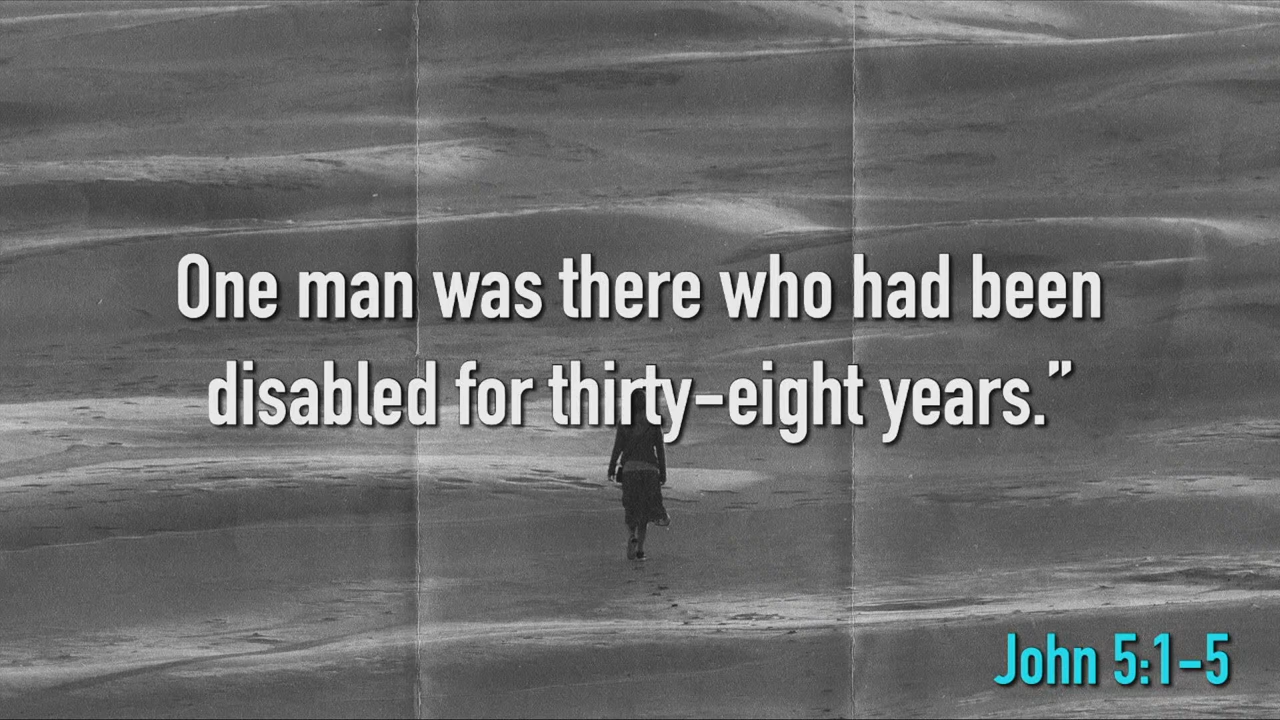 One man was there who had been
disabled for thirty-eight years.”
John 5:1-5